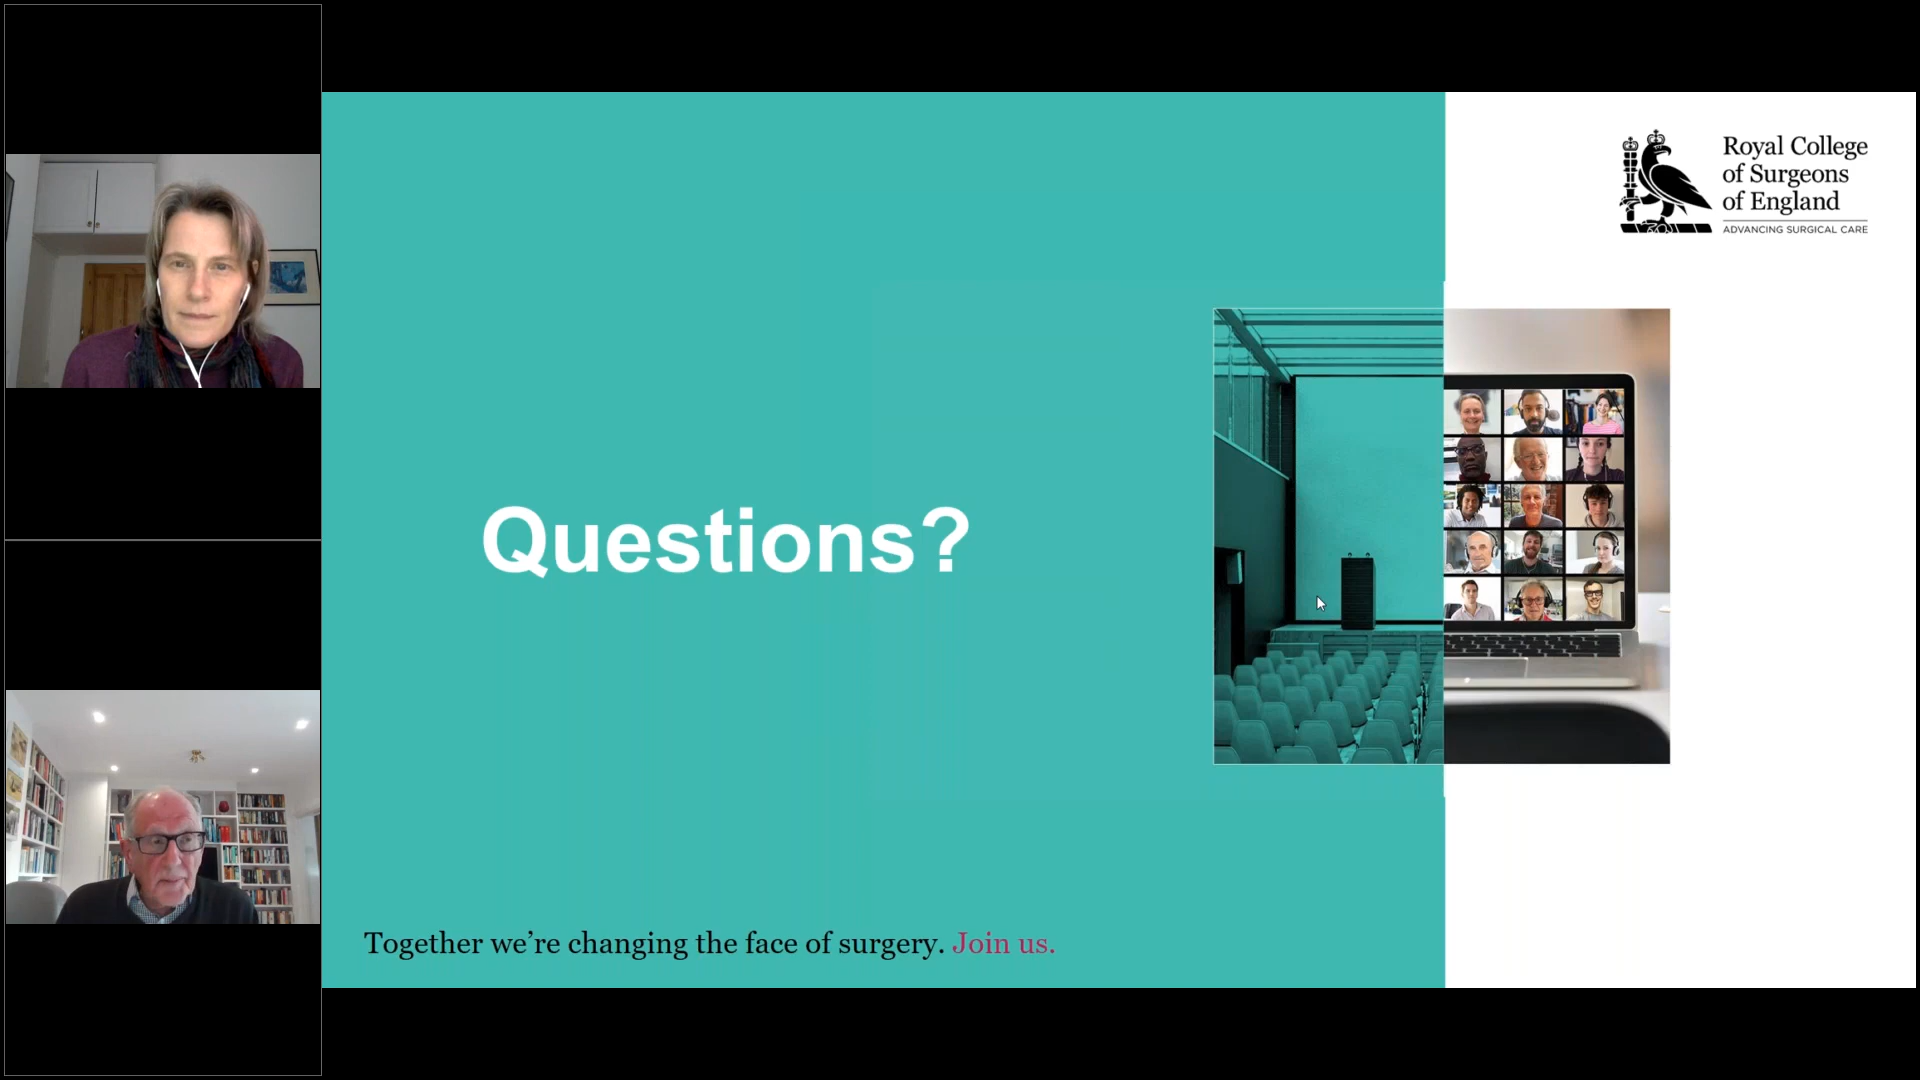 Royal College
of Surgeons
of England
ADVANCING SURGICAL CARE
Questions?
Together we’re changing the face of surgery. Join us.